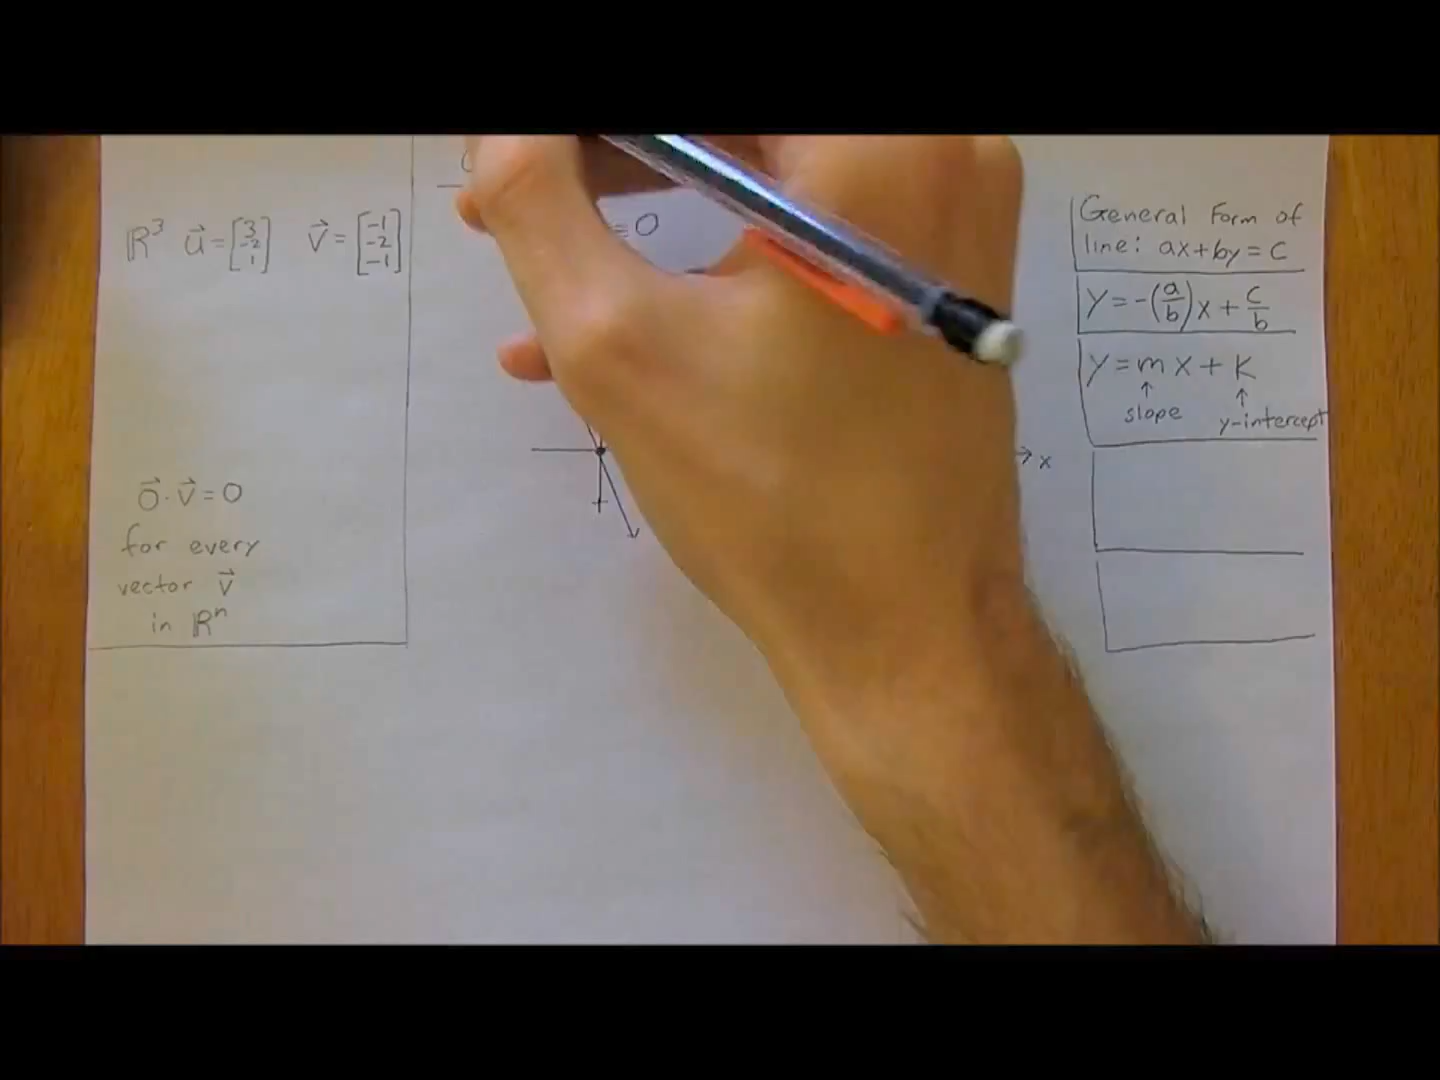 ℝ³ u⃗ = [3 -2 1] v⃗ = [-1 -2 -1]
0⃗ · v⃗ = 0
for every
vector v⃗
in ℝⁿ
= 0
x
General Form of
line: ax+by = c
y = -(a/b)x + c/b
y = mx + k
↑ ↑
slope y-intercept